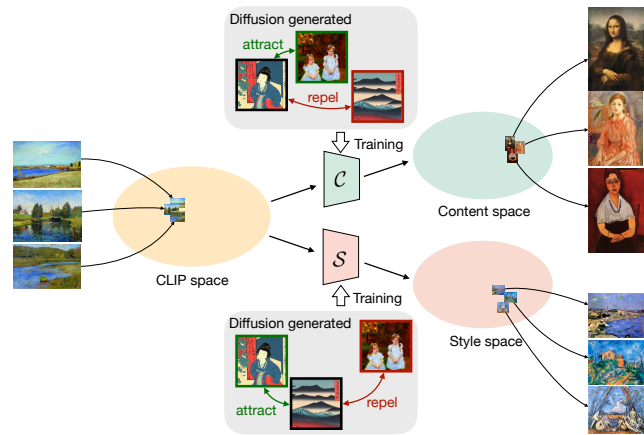 Diffusion generated
attract
repel
Training
C
Content space
CLIP space
S
Training
Style space
Diffusion generated
attract
repel